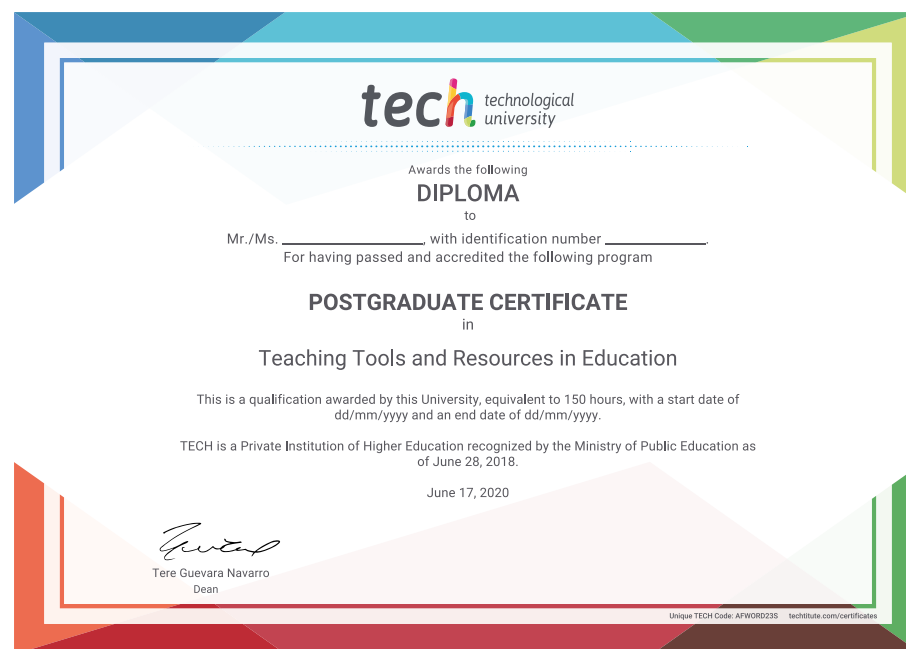 tech technological
university
Awards the following
DIPLOMA
to
Mr./Ms. ____________________, with identification number ______________.
For having passed and accredited the following program
POSTGRADUATE CERTIFICATE
in
Teaching Tools and Resources in Education
This is a qualification awarded by this University, equivalent to 150 hours, with a start date of
dd/mm/yyyy and an end date of dd/mm/yyyy.
TECH is a Private Institution of Higher Education recognized by the Ministry of Public Education as
of June 28, 2018.
June 17, 2020
Tere Guevara Navarro
Dean
Unique TECH Code: AFWORD23S techtitute.com/certificates